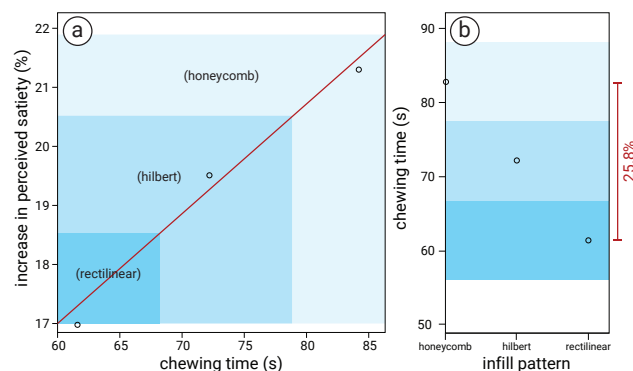 a
22
21
20
19
18
17
60
65
70
75
80
85
increase in perceived satiety (%)
chewing time (s)
(honeycomb)
(hilbert)
(rectilinear)
b
90
80
70
60
50
chewing time (s)
honeycomb
hilbert
rectilinear
infill pattern
25.8%